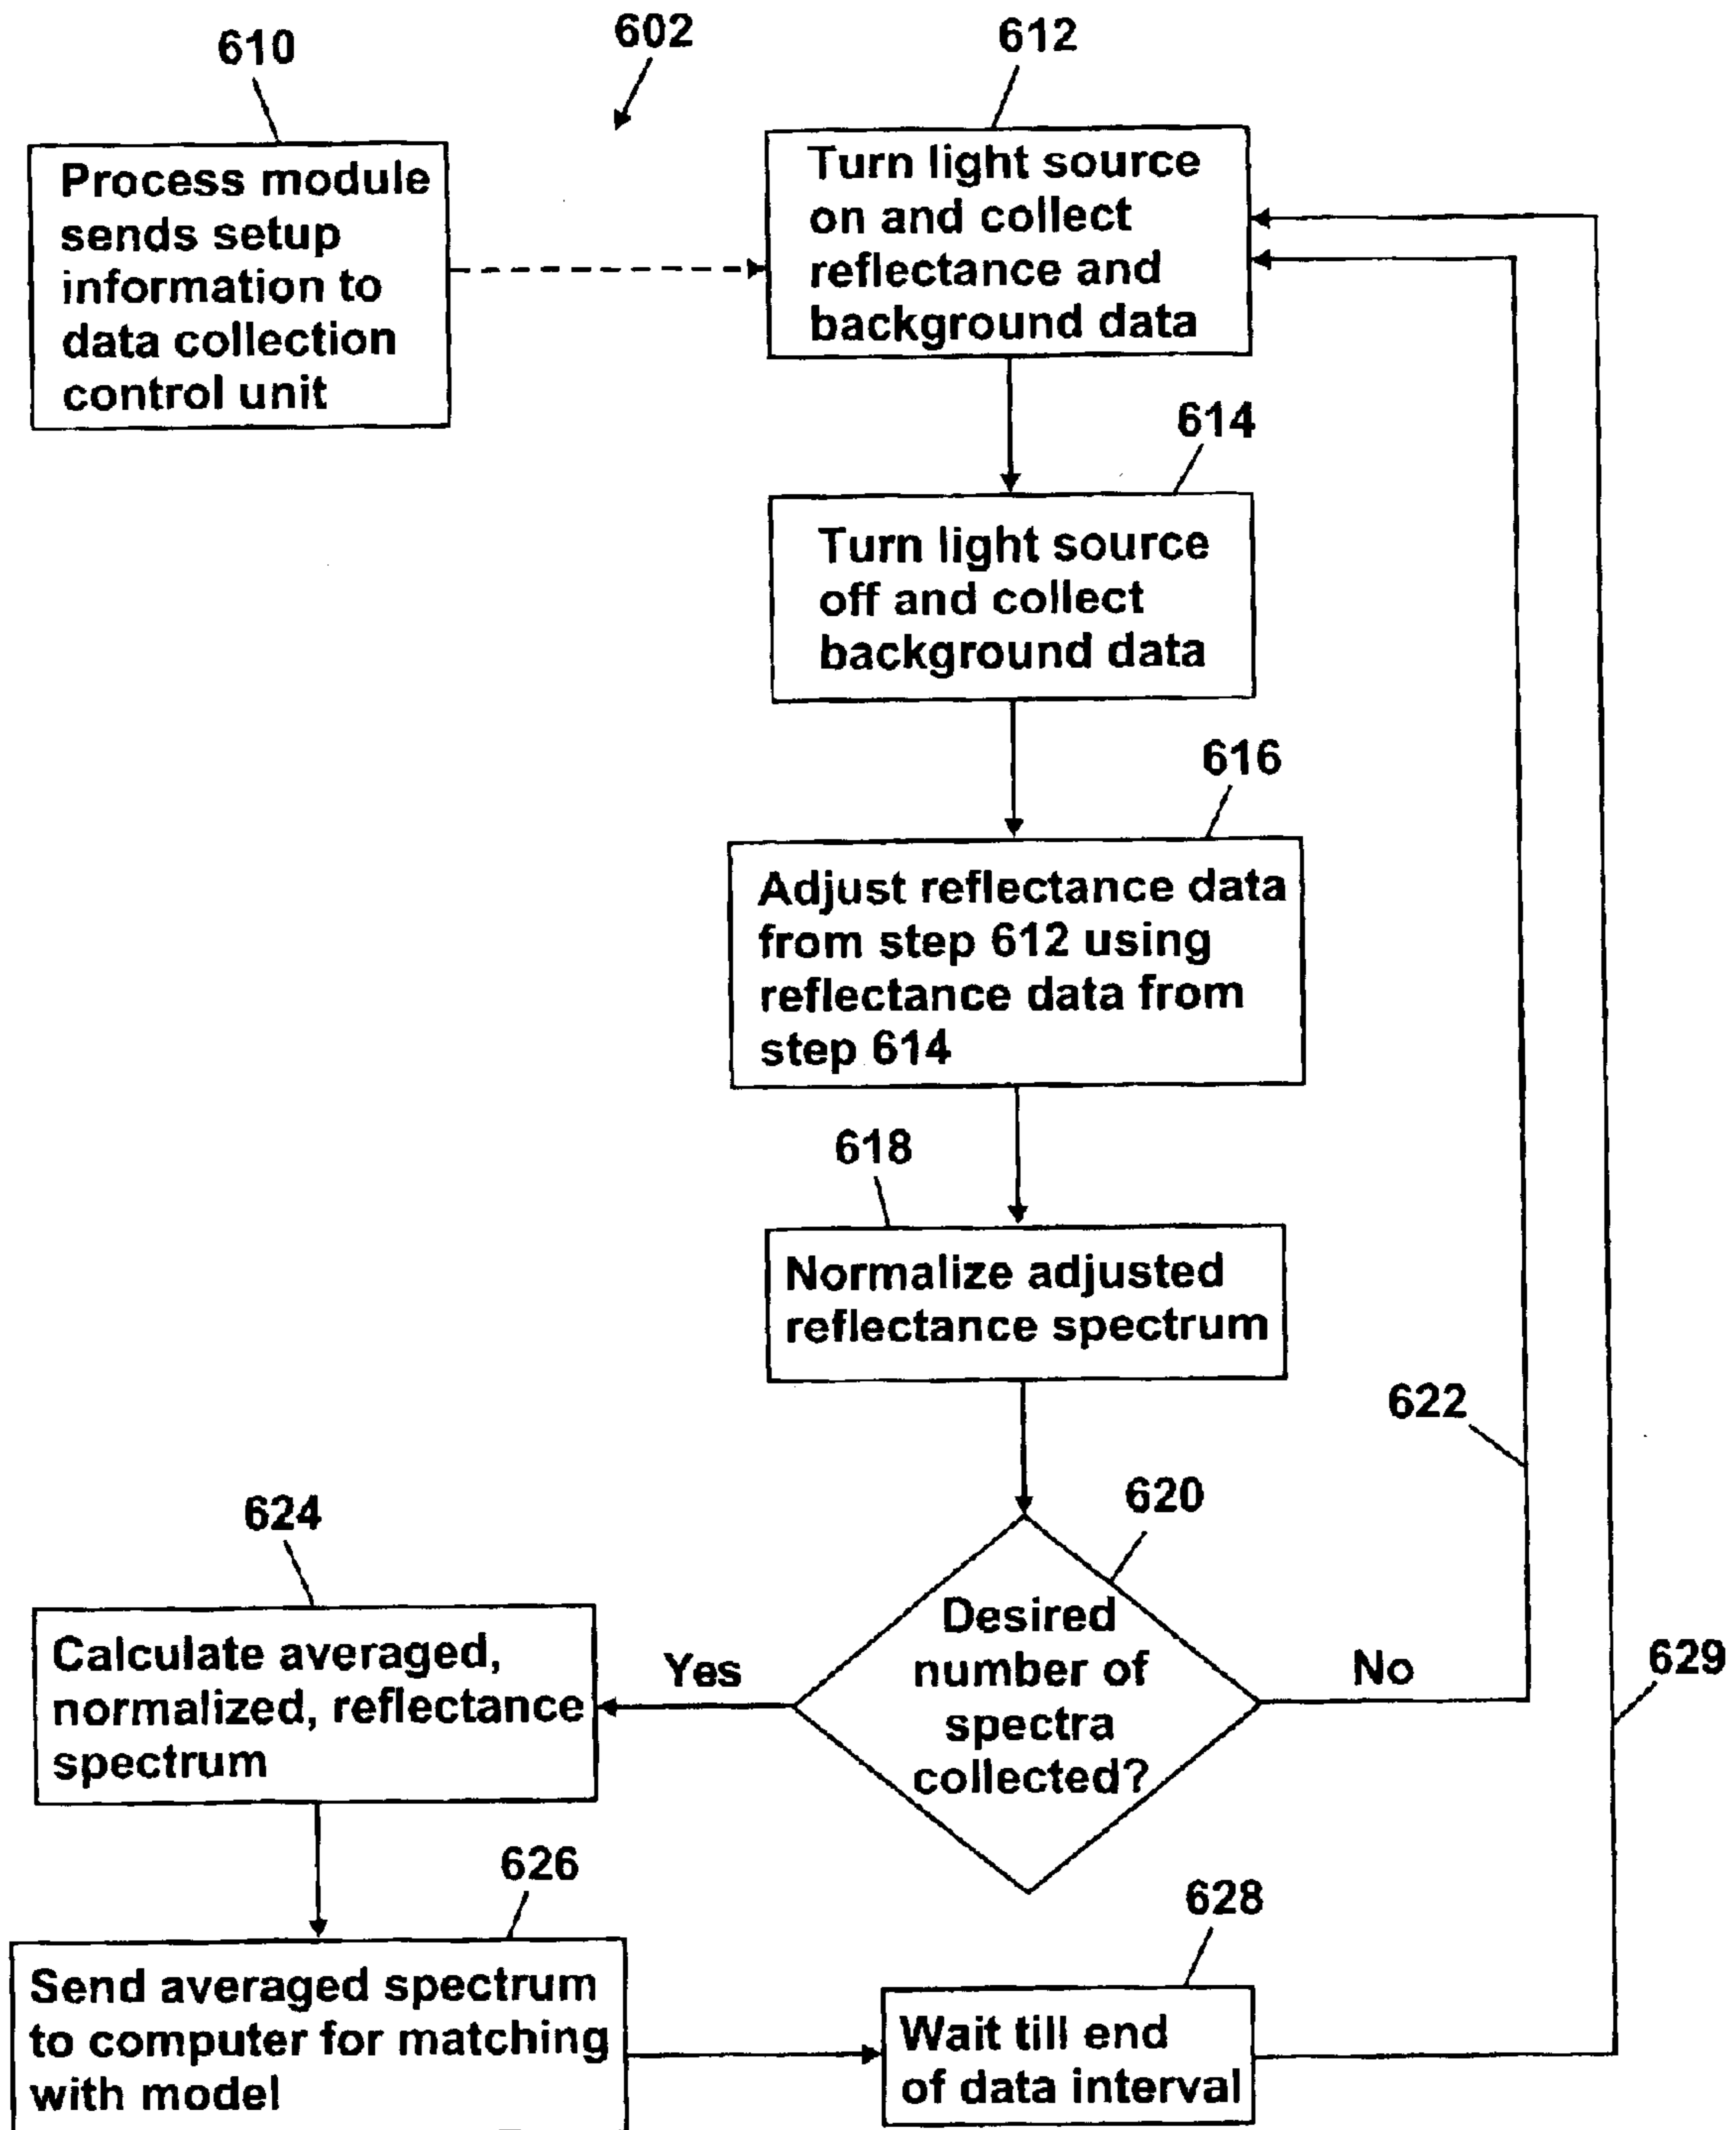 610
602
612
Process module
sends setup
information to
data collection
control unit
Turn light source
on and collect
reflectance and
background data
614
Turn light source
off and collect
background data
616
Adjust reflectance data
from step 612 using
reflectance data from
step 614
618
Normalize adjusted
reflectance spectrum
622
620
Desired
number of
spectra
collected?
No
629
Yes
624
Calculate averaged,
normalized, reflectance
spectrum
626
Send averaged spectrum
to computer for matching
with model
628
Wait till end
of data interval